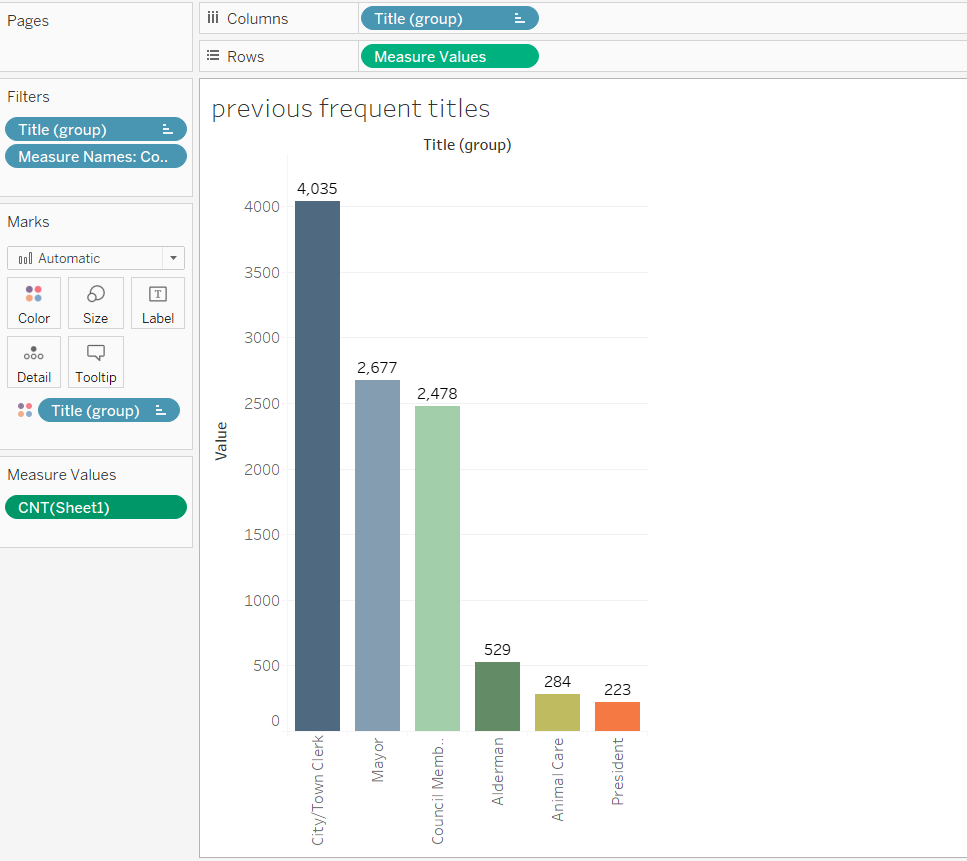 Pages
Filters
Title (group)
Measure Names: Co..
Marks
Automatic
Color
Size
Label
Detail
Tooltip
Title (group)
Measure Values
CNT(Sheet1)
Columns
Title (group)
Rows
Measure Values
previous frequent titles
Title (group)
4,035
2,677
2,478
529
284
223
4000
3500
3000
2500
2000
1500
1000
500
0
Value
City/Town Clerk
Mayor
Council Memb..
Alderman
Animal Care
President